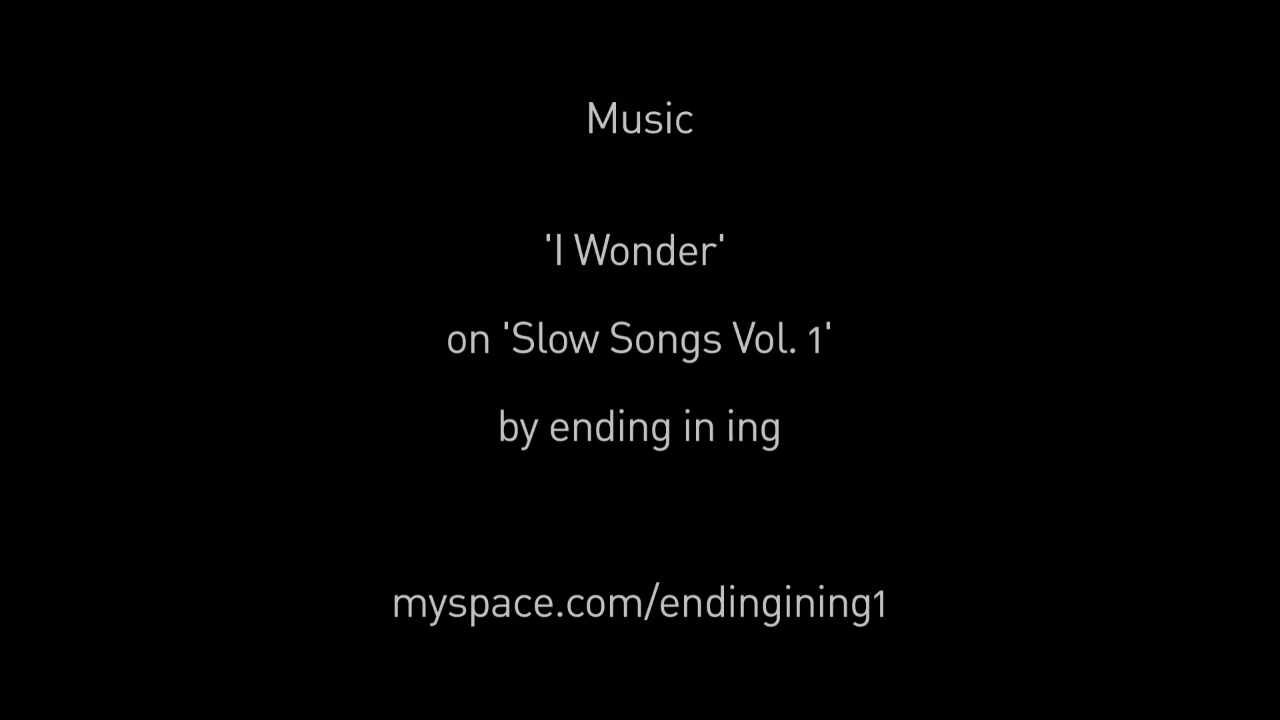 Music
'I Wonder'
on 'Slow Songs Vol. 1'
by ending in ing
myspace.com/endingining1